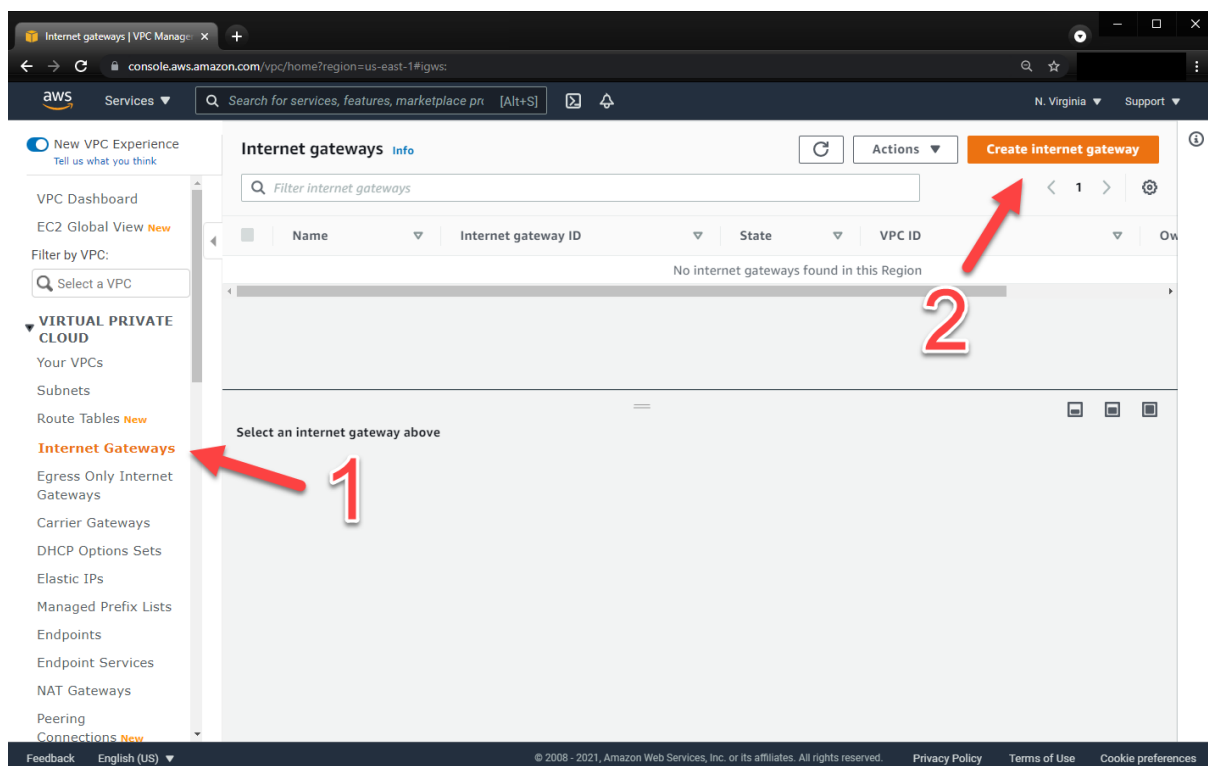 Internet gateways | VPC Manage
console.aws.amazon.com/vpc/home?region=us-east-1#igws:
aws
Services
Search for services, features, marketplace pr [Alt+S]
N. Virginia
Support
New VPC Experience
Tell us what you think
VPC Dashboard
EC2 Global View New
Filter by VPC:
Select a VPC
VIRTUAL PRIVATE
CLOUD
Your VPCs
Subnets
Route Tables New
Internet Gateways
Egress Only Internet
Gateways
Carrier Gateways
DHCP Options Sets
Elastic IPs
Managed Prefix Lists
Endpoints
Endpoint Services
NAT Gateways
Peering
Connections New
Internet gateways Info
Actions
Create internet gateway
Filter internet gateways
1
Name Internet gateway ID State VPC ID Ow
No internet gateways found in this Region
2
Select an internet gateway above
1
Feedback English (US) © 2008 - 2021, Amazon Web Services, Inc. or its affiliates. All rights reserved. Privacy Policy Terms of Use Cookie preferences